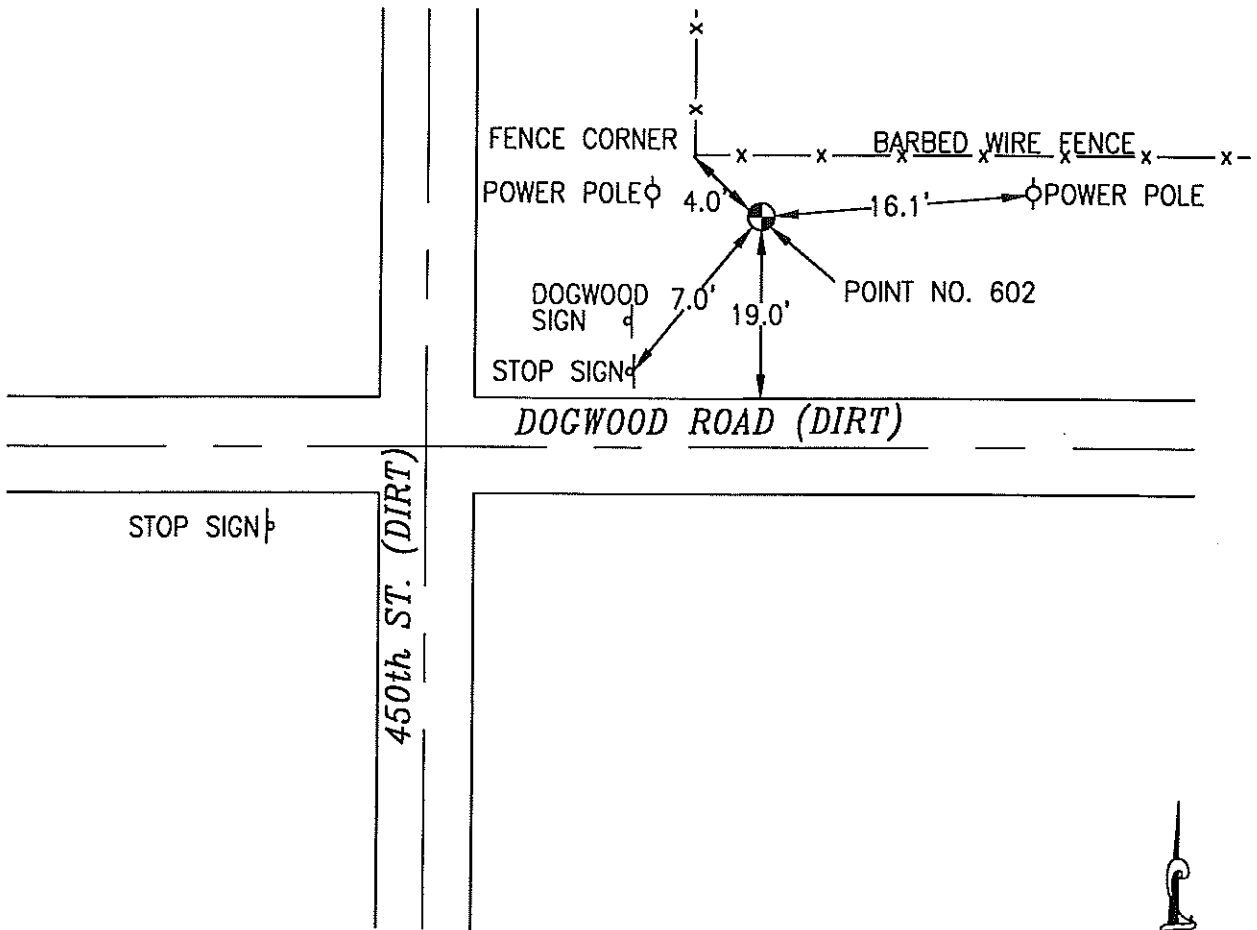 FENCE CORNER
BARBED WIRE FENCE
POWER POLE
4.0'
16.1'
POWER POLE
DOGWOOD
SIGN
7.0'
19.0'
POINT NO. 602
STOP SIGN
DOGWOOD ROAD (DIRT)
STOP SIGN
450th ST. (DIRT)